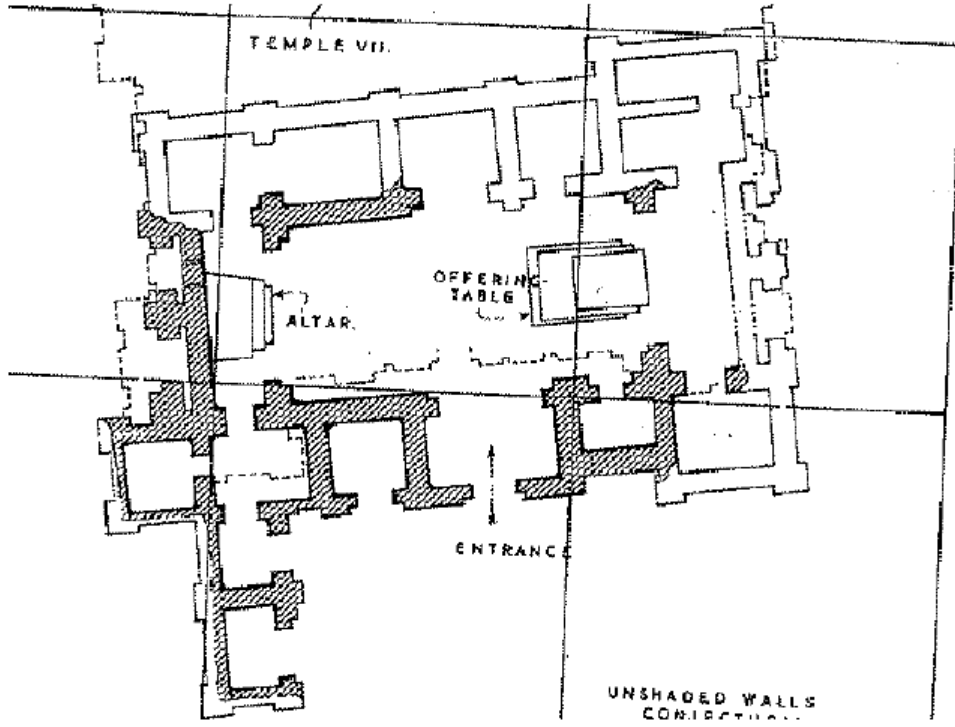 TEMPLE VII.
OFFERING
TABLE
ALTAR.
ENTRANCE
UNSHADED WALLS